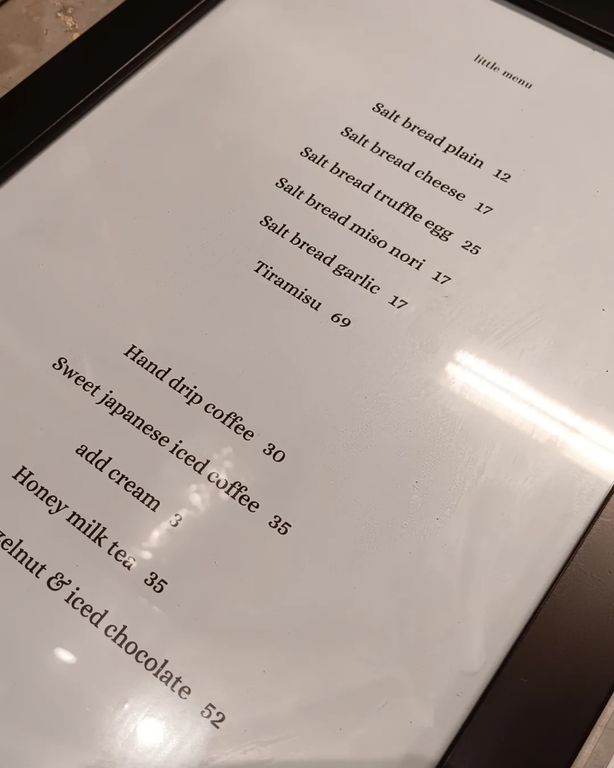 little menu
Salt bread plain 12
Salt bread cheese 17
Salt bread truffle egg 25
Salt bread miso nori 17
Salt bread garlic 17
Tiramisu 69
Hand drip coffee 30
Sweet japanese iced coffee 35
add cream 3
Honey milk tea 35
& iced chocolate 52